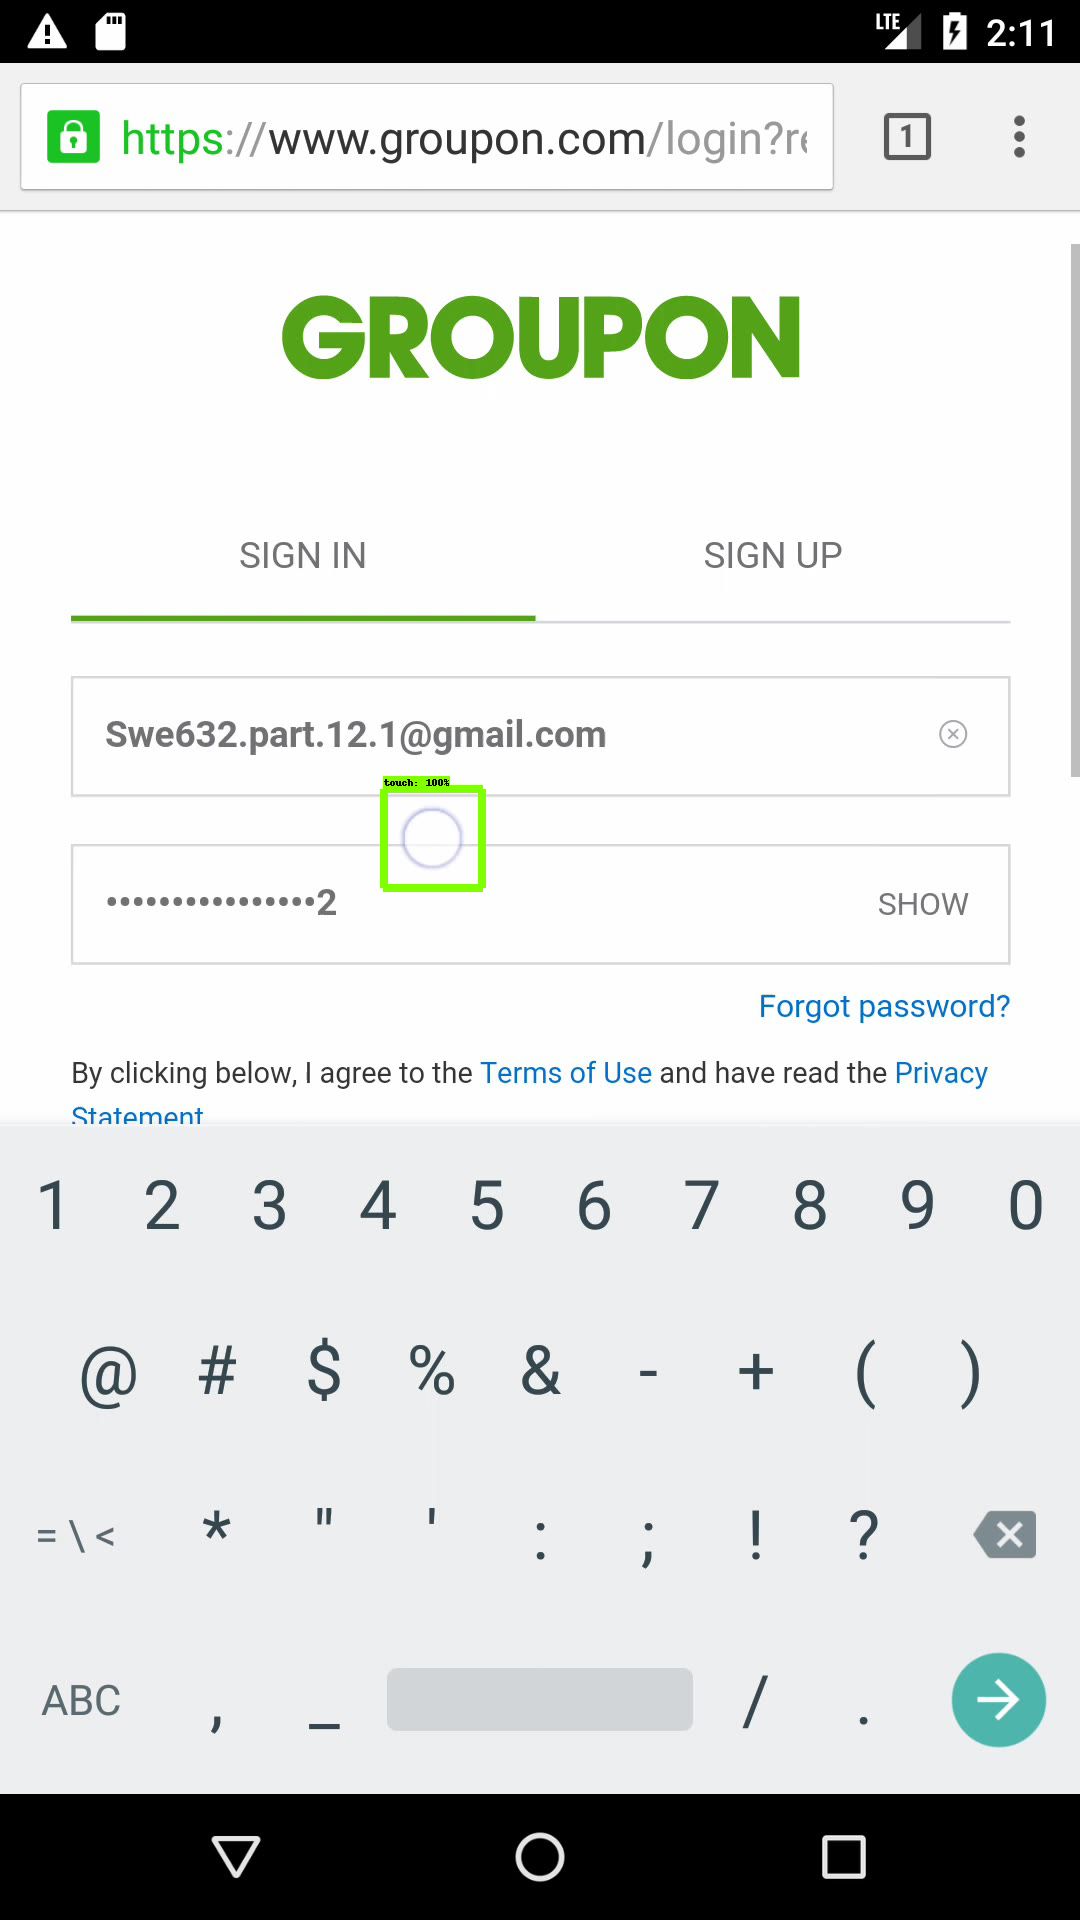 LTE 2:11
https://www.groupon.com/login?re
1
GROUPON
SIGN IN
SIGN UP
Swe632.part.12.1@gmail.com
touch: 100%
•••••••••••••••• 2
SHOW
Forgot password?
By clicking below, I agree to the Terms of Use and have read the Privacy
Statement
1 2 3 4 5 6 7 8 9 0
@ # $ % & - + ( )
= \ < * " ' : ; ! ?
ABC , _ / .